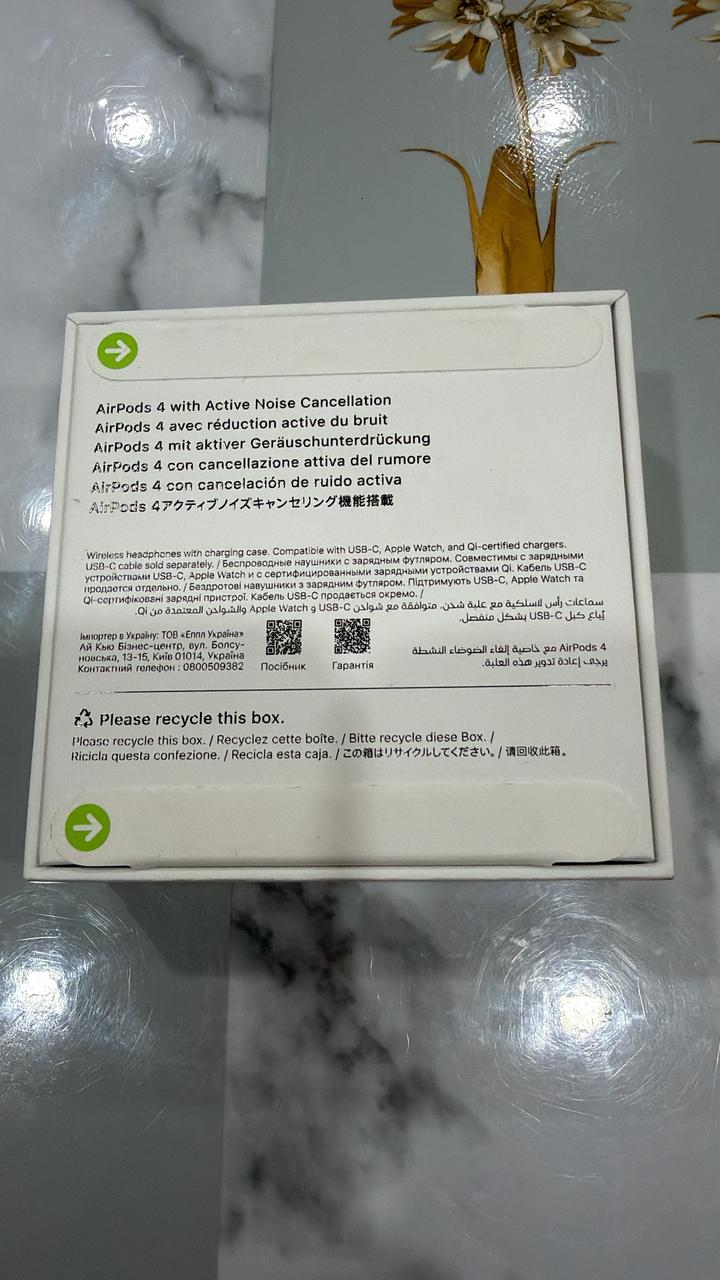 AirPods 4 with Active Noise Cancellation
AirPods 4 avec réduction active du bruit
AirPods 4 mit aktiver Geräuschunterdrückung
AirPods 4 con cancellazione attiva del rumore
AirPods 4 con cancelación de ruido activa
AirPods 4アクティブノイズキャンセリング機能搭載
Wireless headphones with charging case. Compatible with USB-C, Apple Watch, and Qi-certified chargers.
USB-C cable sold separately. / Беспроводные наушники с зарядным футляром. Совместимы с зарядными
устройствами USB-C, Apple Watch и с сертифицированными зарядными устройствами Qi. Кабель USB-C
продается отдельно. / Бездротові навушники з зарядним футляром. Підтримують USB-C, Apple Watch та
Qi-сертифіковані зарядні пристрої. Кабель USB-C продається окремо. /
سماعات رأس لاسلكية مع علبة شحن. متوافقة مع شواحن USB-C و Apple Watch والشواحن المعتمدة من Qi.
يُباع كبل USB-C بشكل منفصل.
Імпортер в Україну: ТОВ «Еппл Україна»
Ай Кью Бізнес-центр, вул. Болсу-
новська, 13-15, Київ 01014, Україна
Контактний телефон : 0800509382
Посібник
Гарантія
AirPods 4 مع خاصية إلغاء الضوضاء النشطة
يرجى إعادة تدوير هذه العلبة.
Please recycle this box.
Please recycle this box. / Recyclez cette boîte. / Bitte recycle diese Box. /
Ricicla questa confezione. / Recicla esta caja. / この箱はリサイクルしてください。/ 请回收此箱。